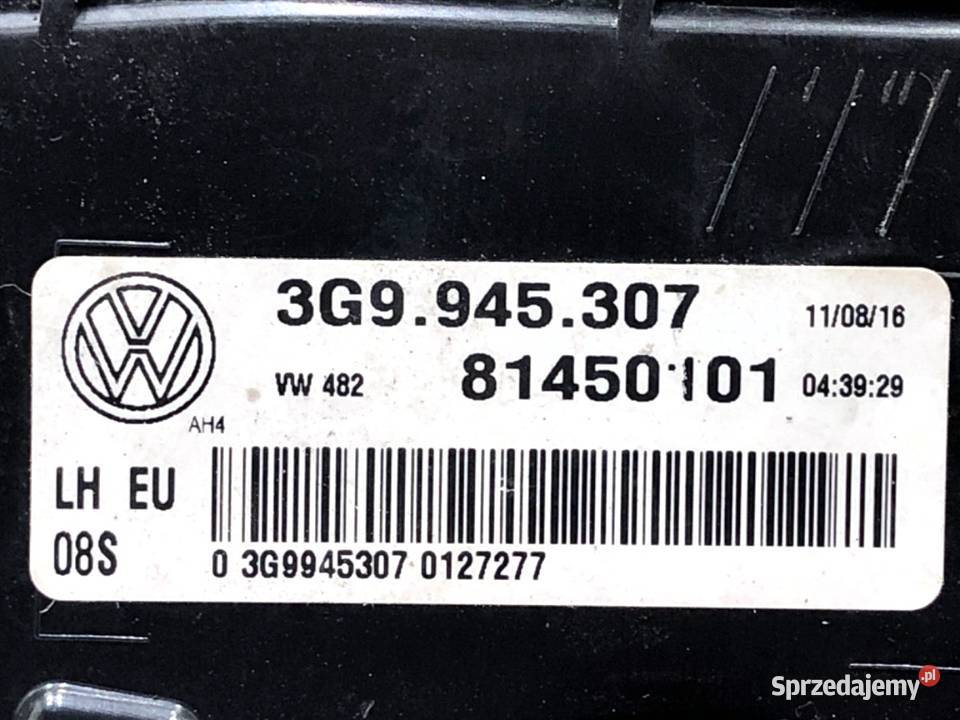 3G9.945.307 11/08/16
VW 482 81450101 04:39:29
AH4
LH EU
08S
0 3G9945307 0127277
Sprzedajemy.pl